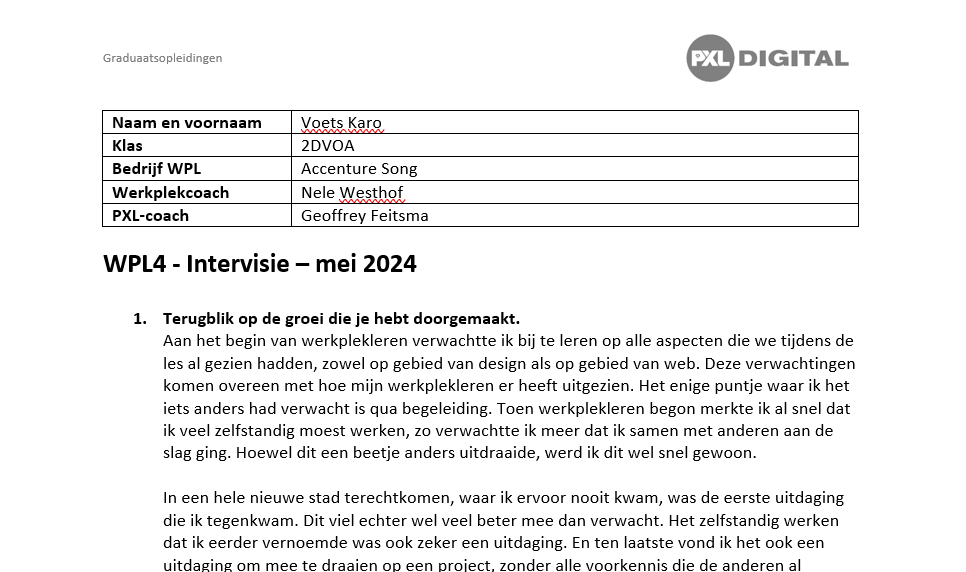 Graduaatsopleidingen
PXL DIGITAL
Naam en voornaam Voets Karo
Klas 2DVOA
Bedrijf WPL Accenture Song
Werkplekcoach Nele Westhof
PXL-coach Geoffrey Feitsma
WPL4 - Intervisie – mei 2024
1. Terugblik op de groei die je hebt doorgemaakt.
Aan het begin van werkplekleren verwachtte ik bij te leren op alle aspecten die we tijdens de
les al gezien hadden, zowel op gebied van design als op gebied van web. Deze verwachtingen
komen overeen met hoe mijn werkplekleren er heeft uitgezien. Het enige puntje waar ik het
iets anders had verwacht is qua begeleiding. Toen werkplekleren begon merkte ik al snel dat
ik veel zelfstandig moest werken, zo verwachtte ik meer dat ik samen met anderen aan de
slag ging. Hoewel dit een beetje anders uitdraaide, werd ik dit wel snel gewoon.
In een hele nieuwe stad terechtkomen, waar ik ervoor nooit kwam, was de eerste uitdaging
die ik tegenkwam. Dit viel echter wel veel beter mee dan verwacht. Het zelfstandig werken
dat ik eerder vernoemde was ook zeker een uitdaging. En ten laatste vond ik het ook een
uitdaging om mee te draaien op een project, zonder alle voorkennis die de anderen al